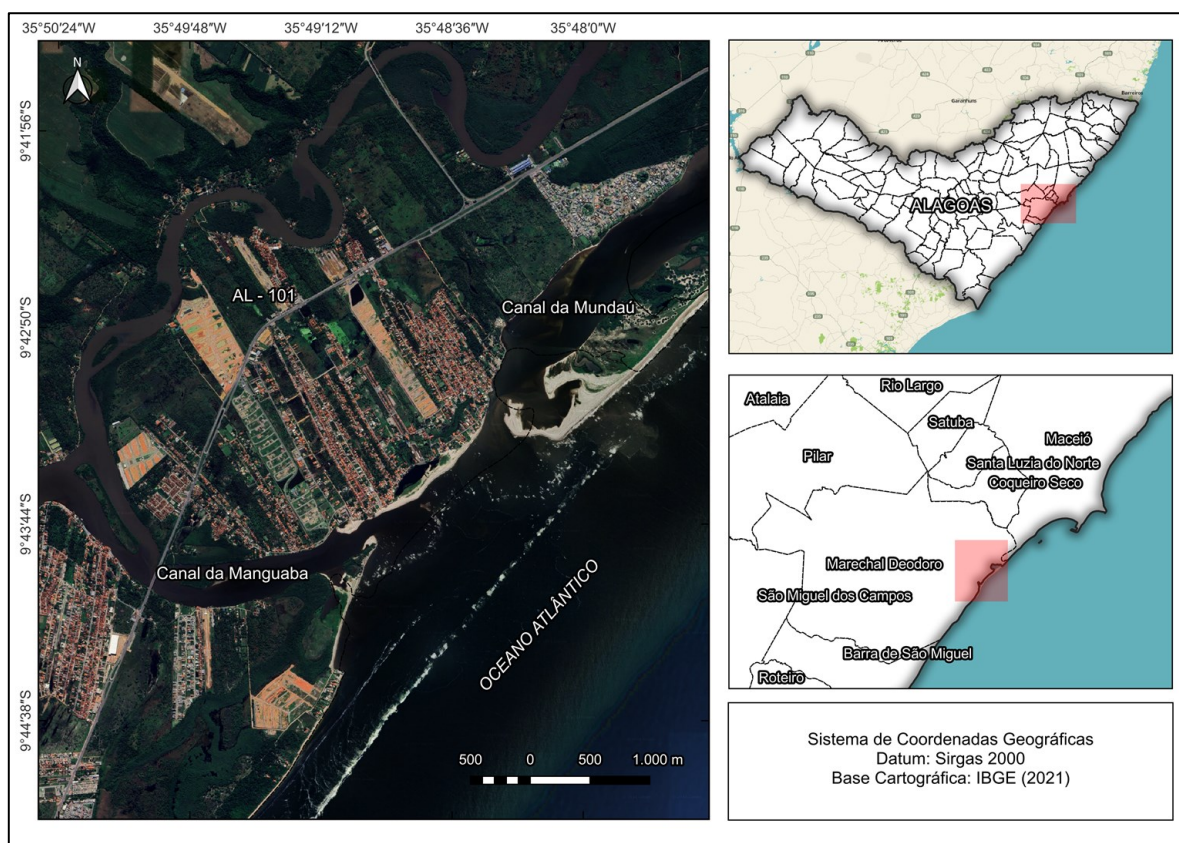 35°50′24″W 35°49′48″W 35°49′12″W 35°48′36″W 35°48′0″W
N
9°41′56″S
9°42′50″S
9°43′44″S
9°44′38″S
AL - 101
Canal da Mundaú
Canal da Manguaba
OCEANO ATLÂNTICO
500 0 500 1.000 m
Garanhuns
Barreiros
ALAGOAS
Rio Largo
Atalaia
Satuba
Maceió
Pilar
Santa Luzia do Norte
Coqueiro Seco
Marechal Deodoro
São Miguel dos Campos
Barra de São Miguel
Roteiro
Sistema de Coordenadas Geográficas
Datum: Sirgas 2000
Base Cartográfica: IBGE (2021)